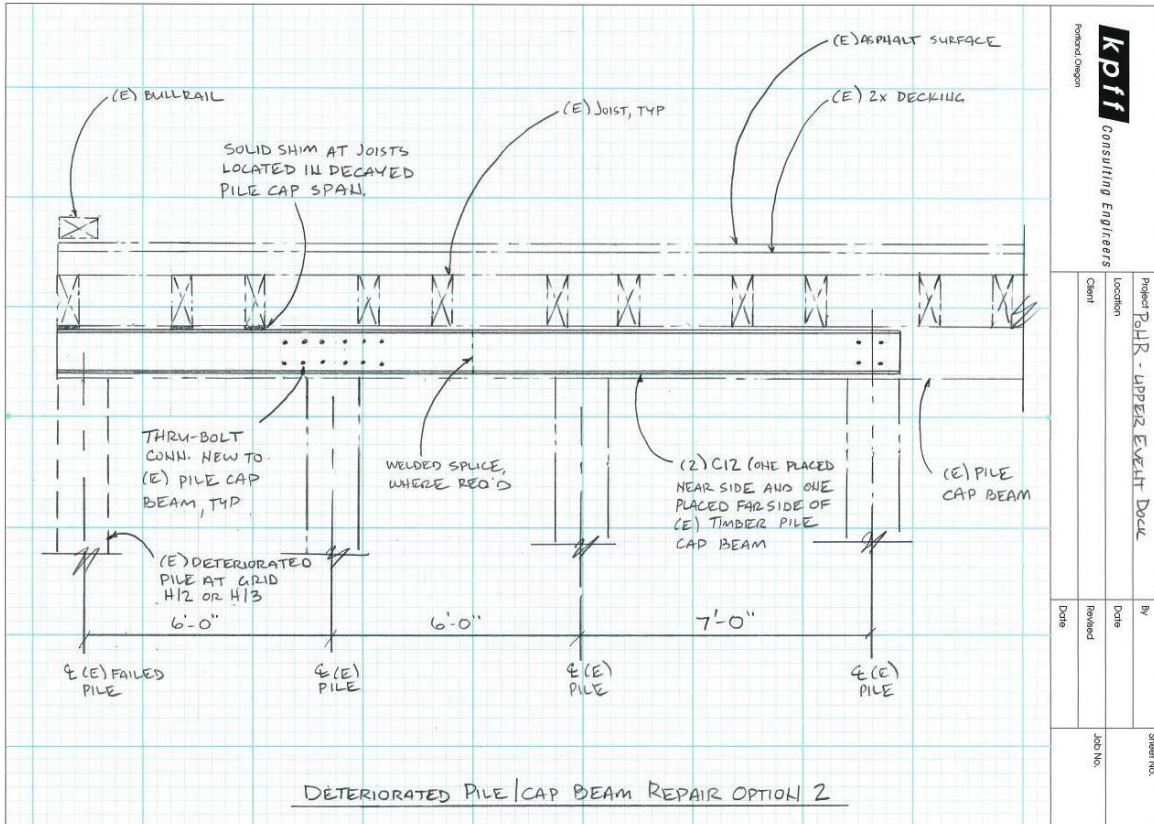 (E) ASPHALT SURFACE
(E) BULLRAIL
(E) JOIST, TYP
(E) 2x DECKING
SOLID SHIM AT JOISTS
LOCATED IN DECAYED
PILE CAP SPAN.
THRU-BOLT
CONN. NEW TO
(E) PILE CAP
BEAM, TYP
WELDED SPLICE,
WHERE REQ'D
(2) C12 (ONE PLACED
NEAR SIDE AND ONE
PLACED FAR SIDE OF
(E) TIMBER PILE
CAP BEAM
(E) PILE
CAP BEAM
(E) DETERIORATED
PILE AT GRID
H/2 OR H/3
6'-0"
6'-0"
7'-0"
℄ (E) FAILED
PILE
℄ (E)
PILE
℄ (E)
PILE
℄ (E)
PILE
DETERIORATED PILE/CAP BEAM REPAIR OPTION 2
kpff Consulting Engineers
Portland, Oregon
Project PoHR - UPPER EVENT DOCK
Location
Client
By
Date
Revised
Date
Sheet No.
Job No.